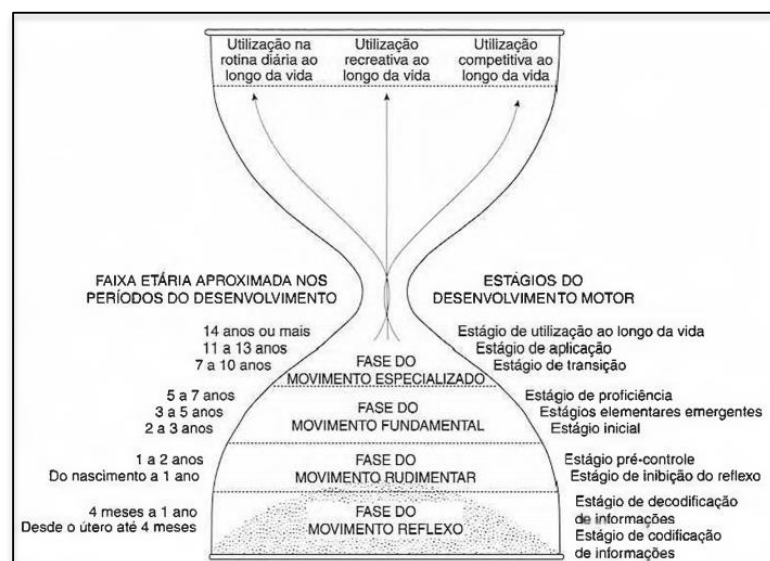 Utilização na
rotina diária ao
longo da vida
Utilização
recreativa ao
longo da vida
Utilização
competitiva ao
longo da vida
FAIXA ETÁRIA APROXIMADA NOS
PERÍODOS DO DESENVOLVIMENTO
ESTÁGIOS DO
DESENVOLVIMENTO MOTOR
14 anos ou mais
11 a 13 anos
7 a 10 anos
FASE DO
MOVIMENTO ESPECIALIZADO
Estágio de utilização ao longo da vida
Estágio de aplicação
Estágio de transição
5 a 7 anos
3 a 5 anos
2 a 3 anos
FASE DO
MOVIMENTO FUNDAMENTAL
Estágio de proficiência
Estágios elementares emergentes
Estágio inicial
1 a 2 anos
Do nascimento a 1 ano
FASE DO
MOVIMENTO RUDIMENTAR
Estágio pré-controle
Estágio de inibição do reflexo
4 meses a 1 ano
Desde o útero até 4 meses
FASE DO
MOVIMENTO REFLEXO
Estágio de decodificação
de informações
Estágio de codificação
de informações